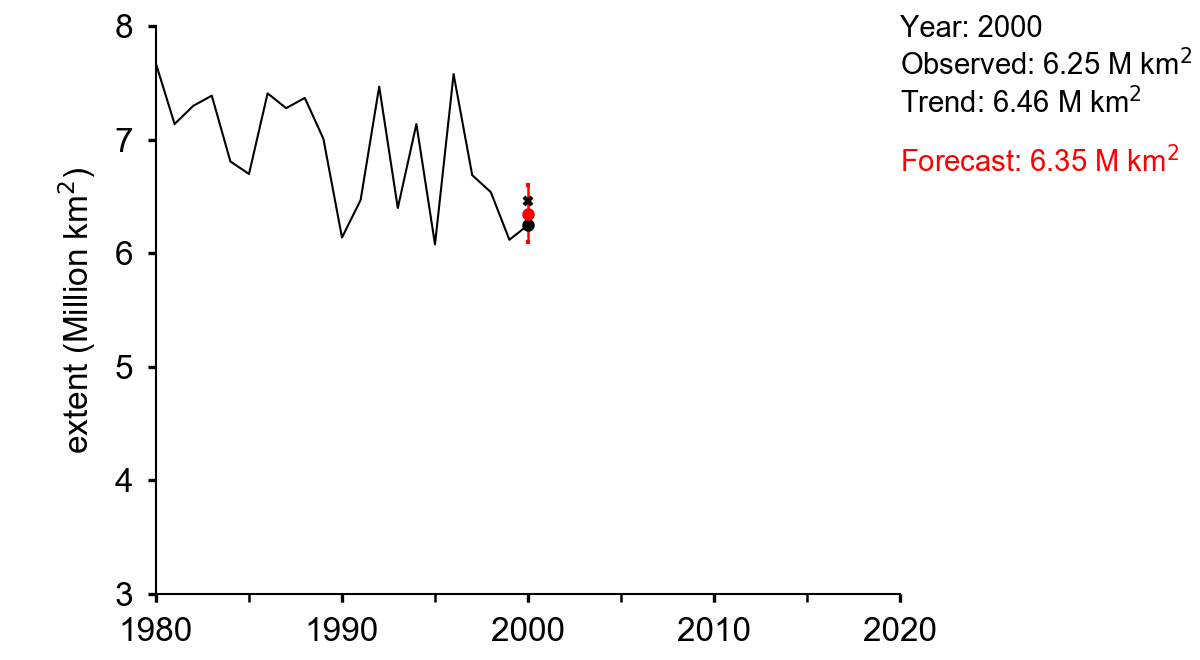 8
7
6
5
4
3
extent (Million km²)
1980
1990
2000
2010
2020
Year: 2000
Observed: 6.25 M km²
Trend: 6.46 M km²
Forecast: 6.35 M km²